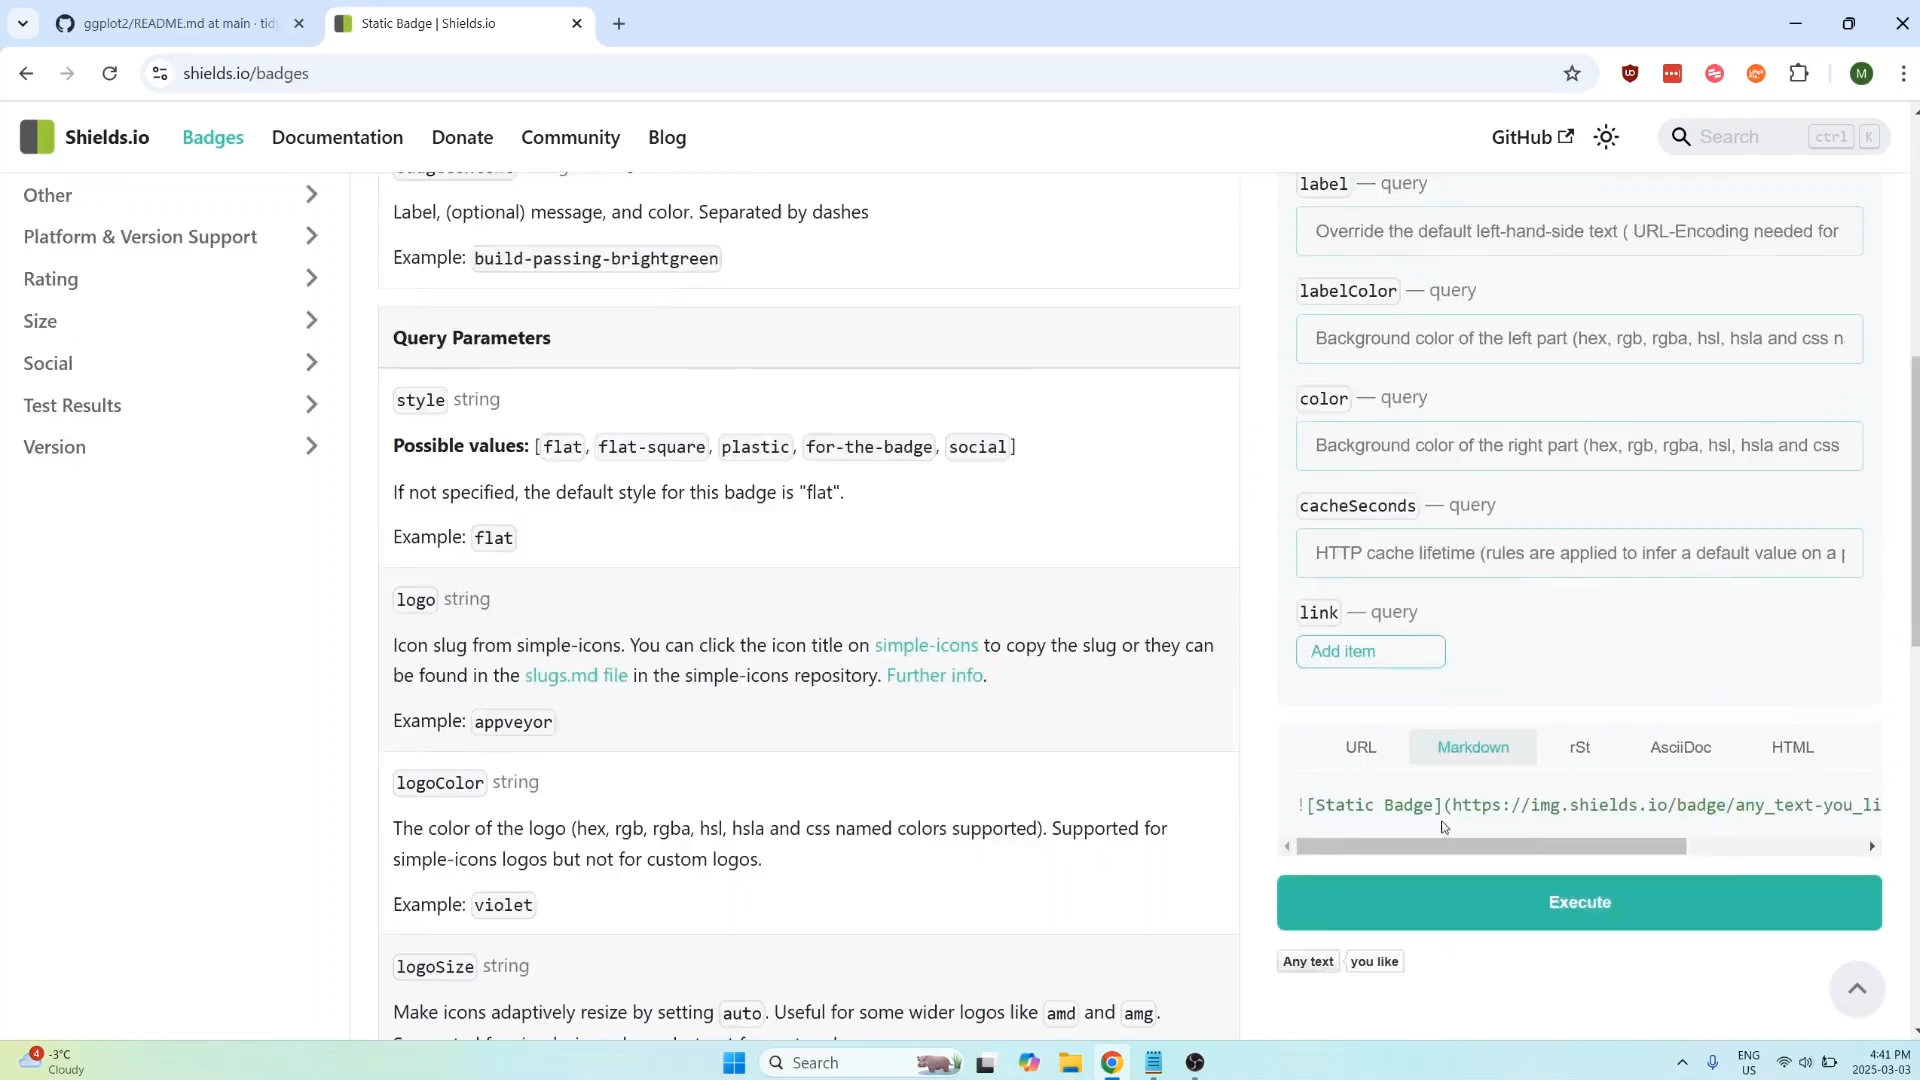 ggplot2/README.md at main · tid
Static Badge | Shields.io
shields.io/badges
M
Shields.io
Badges
Documentation
Donate
Community
Blog
GitHub
Search
ctrl
K
Other
Platform & Version Support
Rating
Size
Social
Test Results
Version
Label, (optional) message, and color. Separated by dashes
Example: build-passing-brightgreen
Query Parameters
style string
Possible values: [flat, flat-square, plastic, for-the-badge, social]
If not specified, the default style for this badge is "flat".
Example: flat
logo string
Icon slug from simple-icons. You can click the icon title on simple-icons to copy the slug or they can
be found in the slugs.md file in the simple-icons repository. Further info.
Example: appveyor
logoColor string
The color of the logo (hex, rgb, rgba, hsl, hsla and css named colors supported). Supported for
simple-icons logos but not for custom logos.
Example: violet
logoSize string
Make icons adaptively resize by setting auto. Useful for some wider logos like amd and amg.
label — query
Override the default left-hand-side text ( URL-Encoding needed for
labelColor — query
Background color of the left part (hex, rgb, rgba, hsl, hsla and css n
color — query
Background color of the right part (hex, rgb, rgba, hsl, hsla and css
cacheSeconds — query
HTTP cache lifetime (rules are applied to infer a default value on a p
link — query
Add item
URL
Markdown
rSt
AsciiDoc
HTML
![Static Badge](https://img.shields.io/badge/any_text-you_li
Execute
Any text
you like
4
-3°C
Cloudy
Search
ENG
US
4:41 PM
2025-03-03